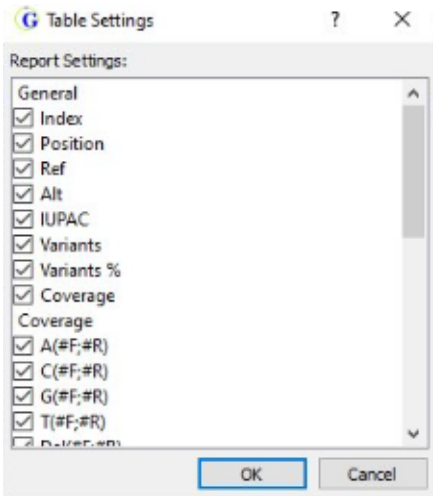 G Table Settings ? ×
Report Settings:
General
Index
Position
Ref
Alt
IUPAC
Variants
Variants %
Coverage
Coverage
A(#F;#R)
C(#F;#R)
G(#F;#R)
T(#F;#R)
OK Cancel